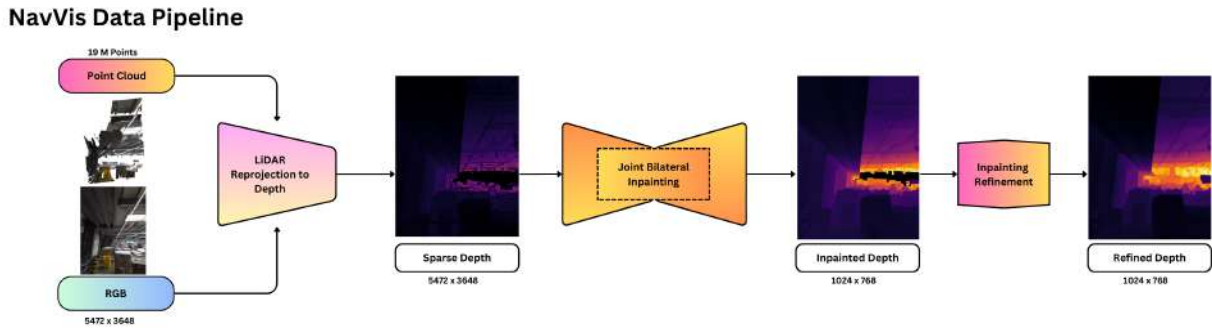 NavVis Data Pipeline
19 M Points
Point Cloud
LiDAR
Reprojection to
Depth
RGB
5472 x 3648
Sparse Depth
5472 x 3648
Joint Bilateral
Inpainting
Inpainted Depth
1024 x 768
Inpainting
Refinement
Refined Depth
1024 x 768